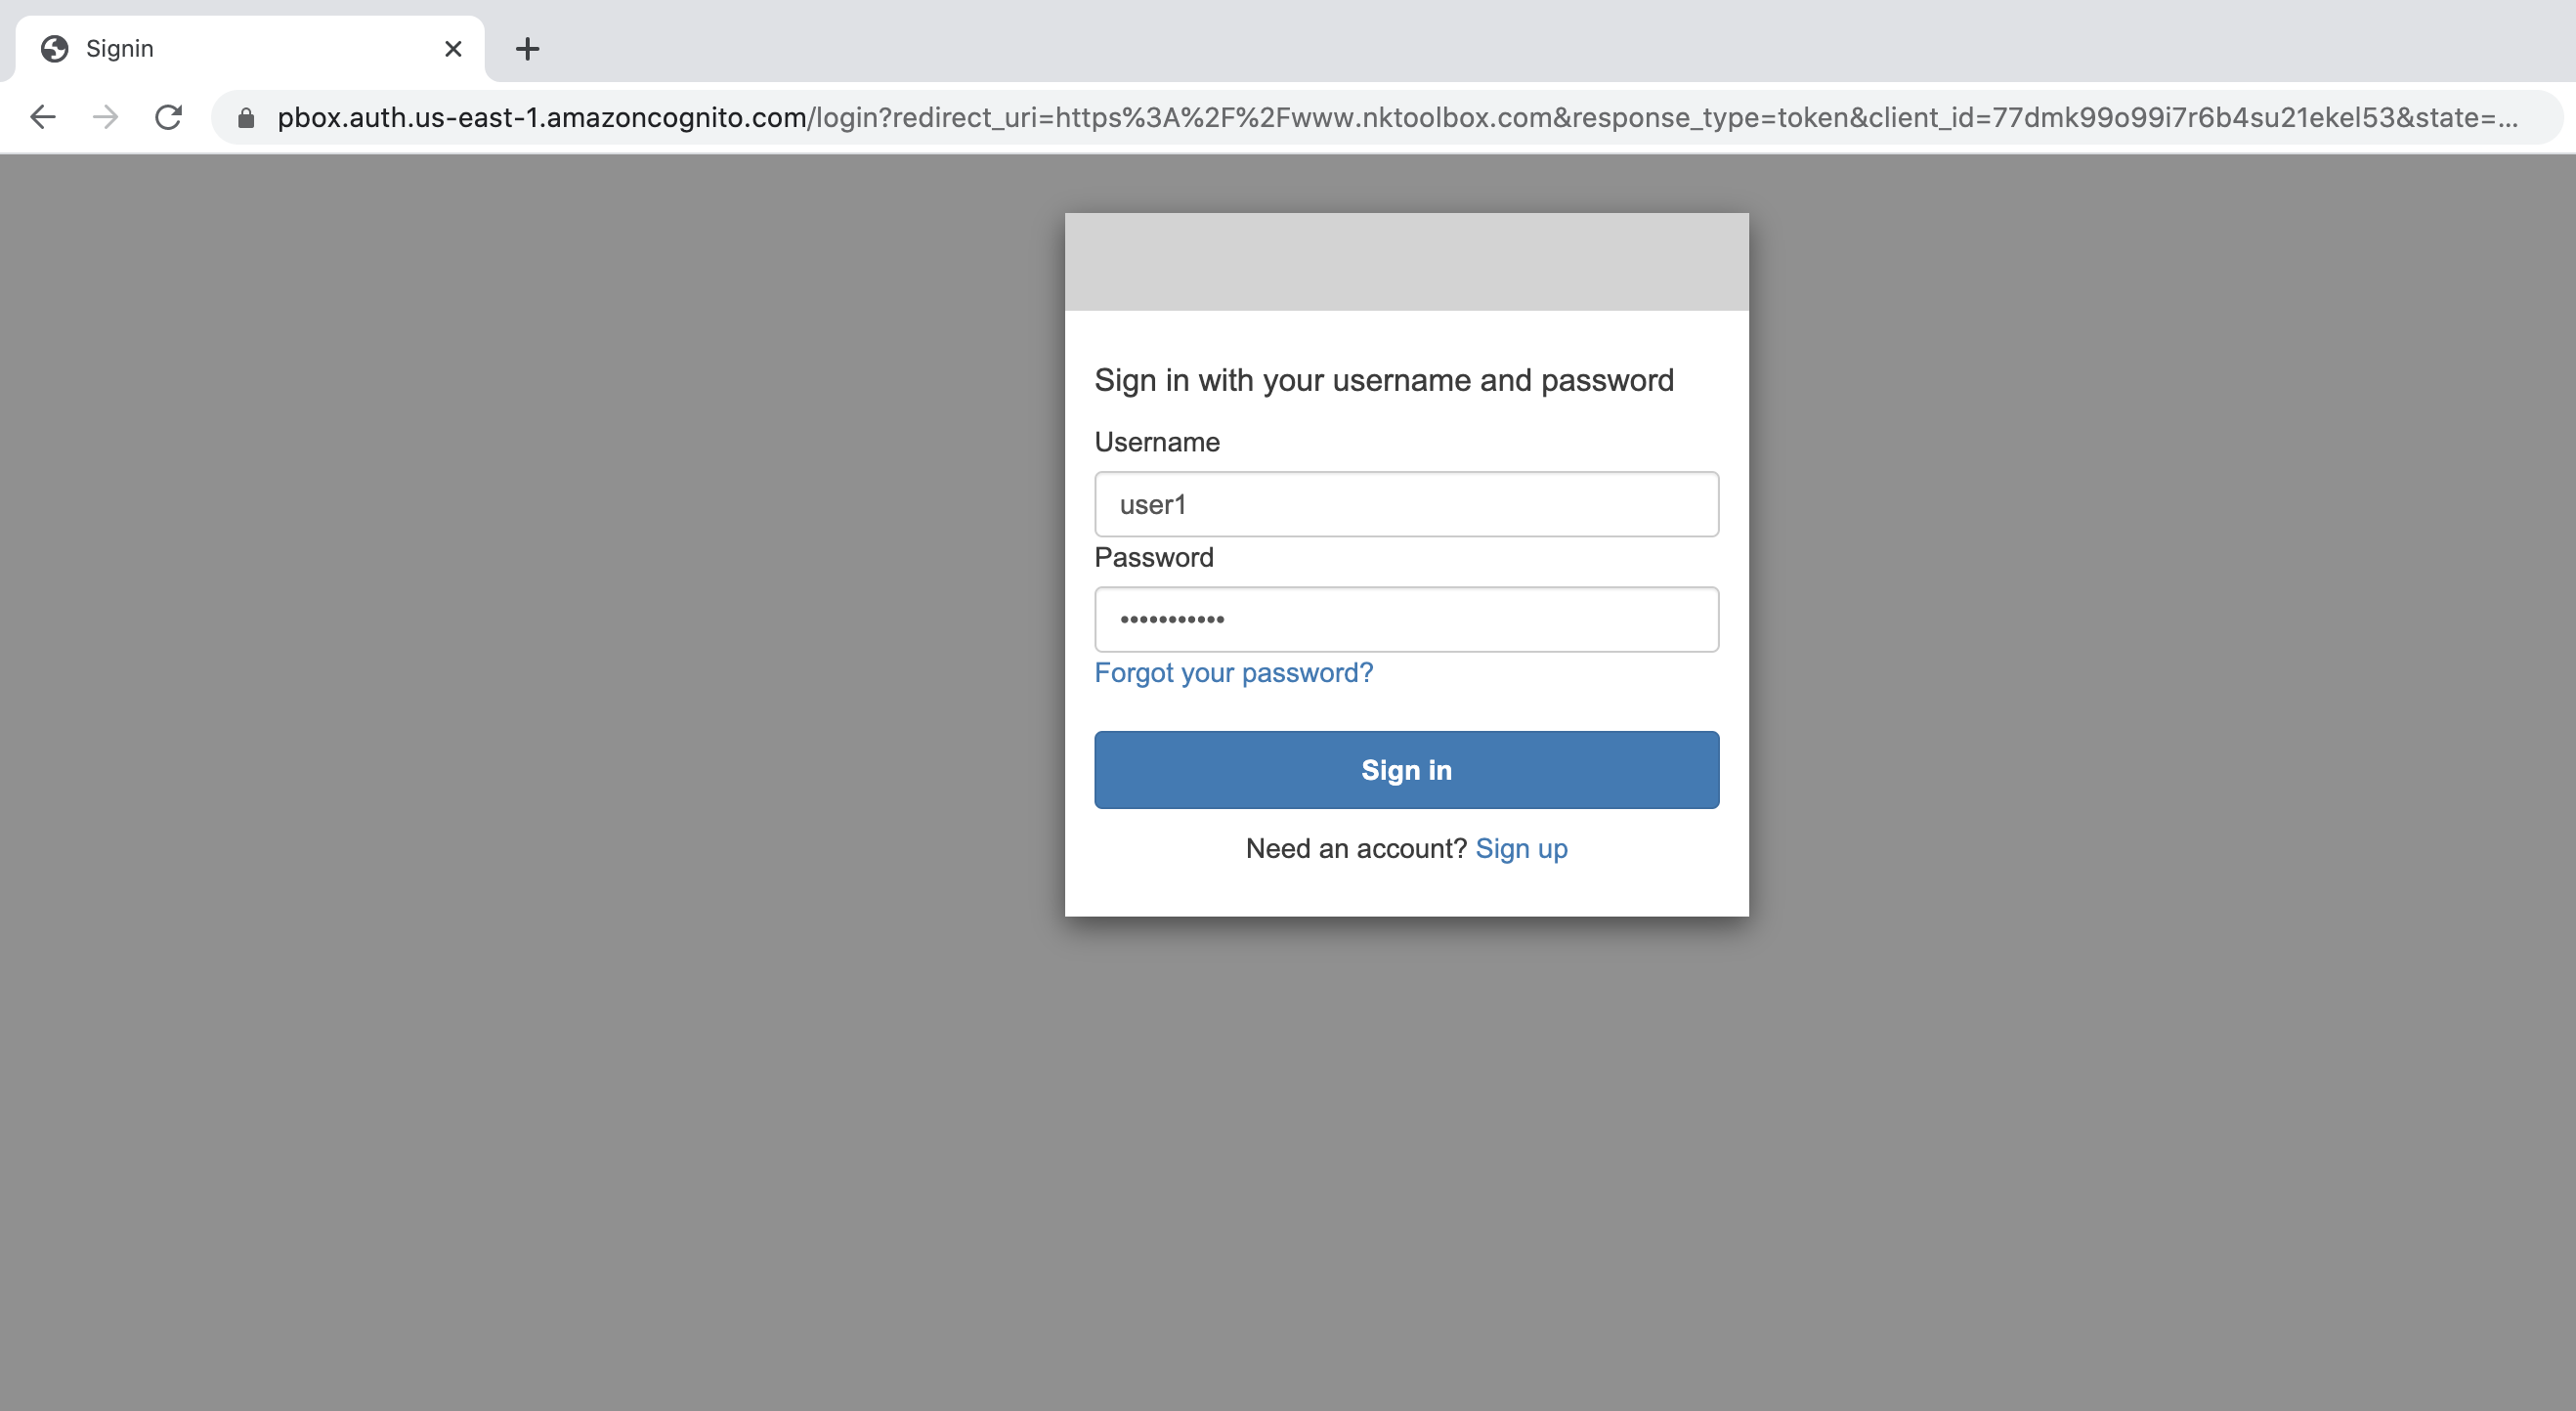 Signin
pbox.auth.us-east-1.amazoncognito.com/login?redirect_uri=https%3A%2F%2Fwww.nktoolbox.com&response_type=token&client_id=77dmk99o99i7r6b4su21ekel53&state=...
Sign in with your username and password
Username
user1
Password
•••••••••••
Forgot your password?
Sign in
Need an account? Sign up